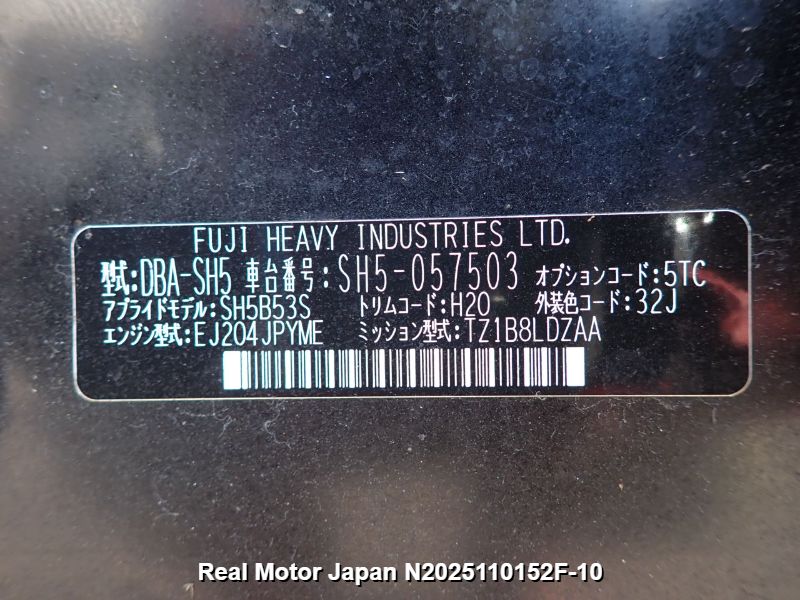 FUJI HEAVY INDUSTRIES LTD.
型式:DBA-SH5 車台番号:SH5-057503 オプションコード:5TC
アプライドモデル:SH5B53S トリムコード:H20 外装色コード:32J
エンジン型式:EJ204JPYME ミッション型式:TZ1B8LDZAA
Real Motor Japan N2025110152F-10